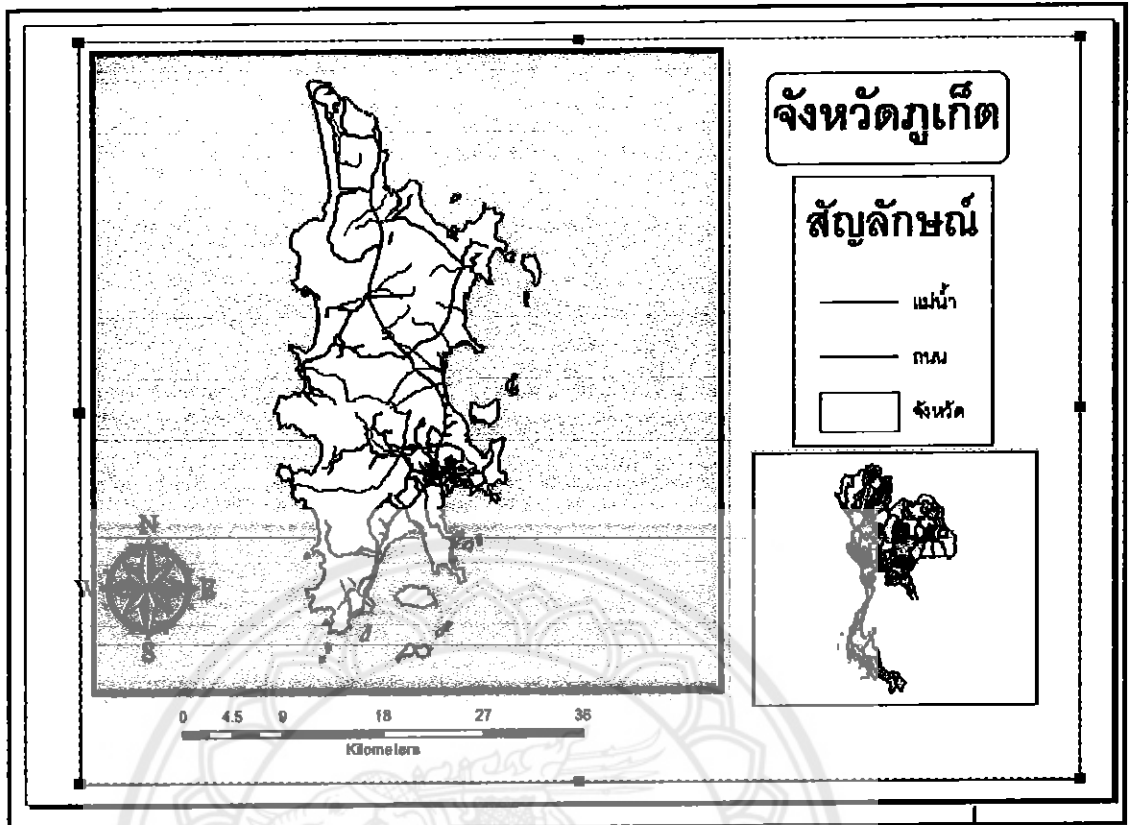 จังหวัดภูเก็ต
สัญลักษณ์
แม่น้ำ
ถนน
จังหวัด
N
W E
S
0 4.5 9 18 27 36
Kilometers